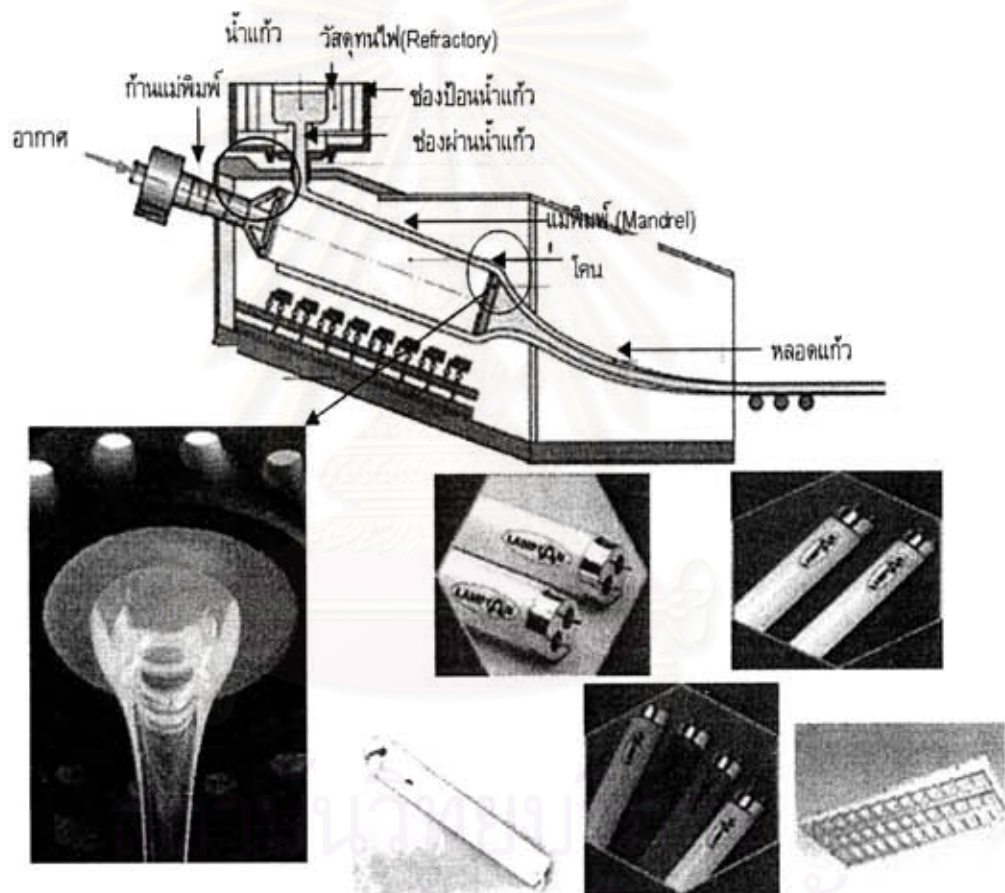 น้ำแก้ว
วัสดุทนไฟ(Refractory)
ก้านแม่พิมพ์
ช่องป้อนน้ำแก้ว
อากาศ
ช่องผ่านน้ำแก้ว
แม่พิมพ์ (Mandrel)
โคน
หลอดแก้ว